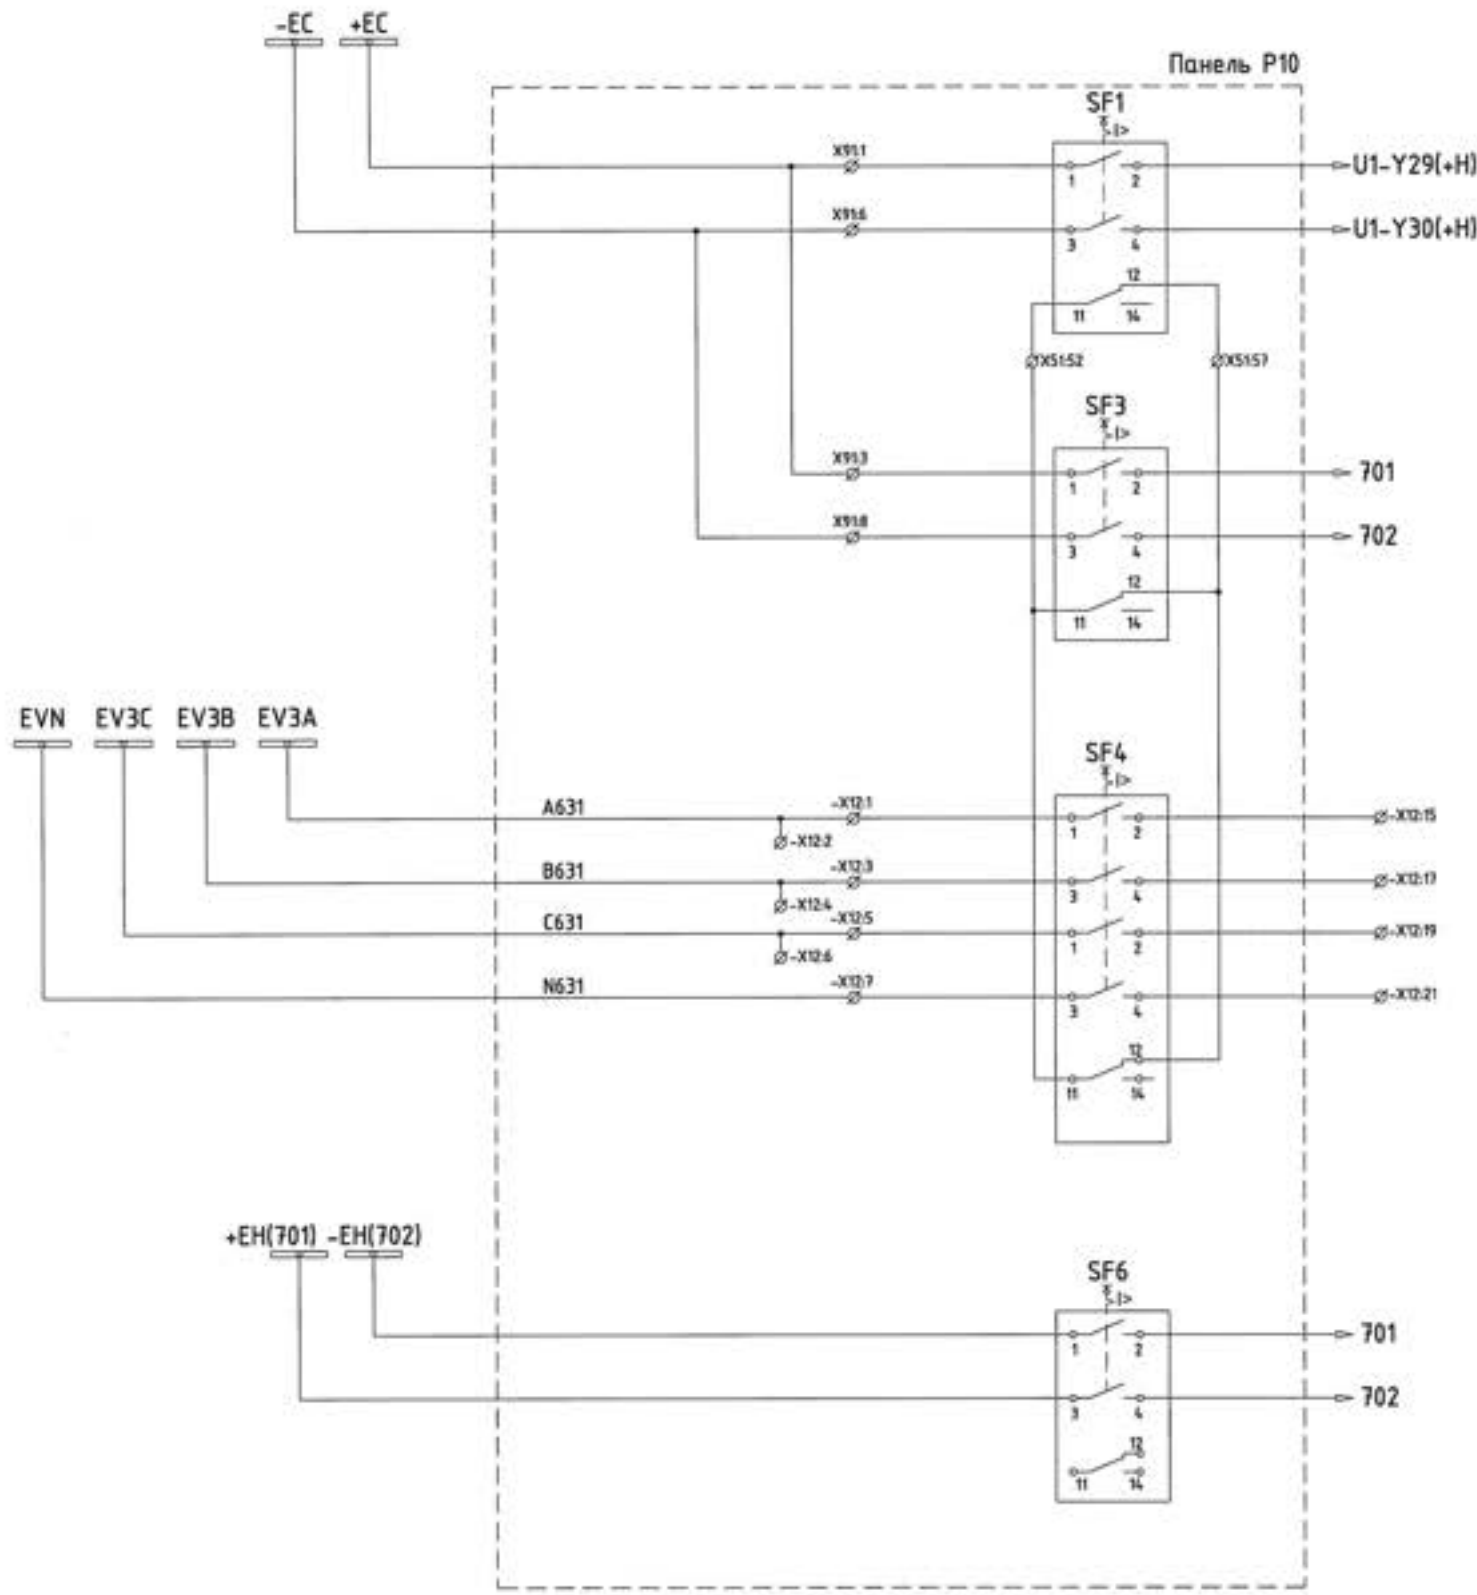 -EC +EC
Панель P10
SF1
X91:1
1 2
U1-Y29(+H)
X91:6
3 4
U1-Y30(+H)
12
11 14
X51:52 X51:57
SF3
X91:3
1 2
701
X91:8
3 4
702
12
11 14
EVN EV3C EV3B EV3A
SF4
A631 -X12:1
-X12:2
1 2
-X12:15
B631 -X12:3
-X12:4
3 4
-X12:17
C631 -X12:5
-X12:6
1 2
-X12:19
N631 -X12:7
3 4
-X12:21
12
11 14
+EH(701) -EH(702)
SF6
1 2
701
3 4
702
12
11 14